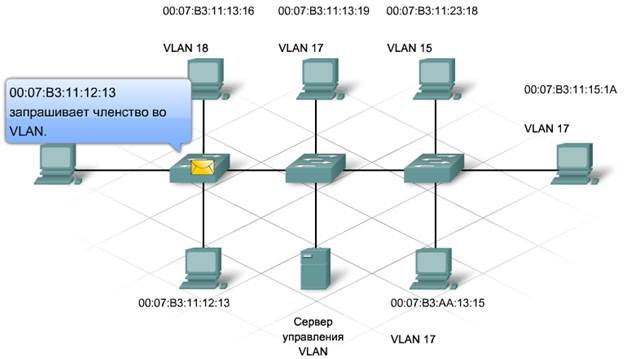 00:07:B3:11:13:16
00:07:B3:11:13:19
00:07:B3:11:23:18
VLAN 18
VLAN 17
VLAN 15
00:07:B3:11:12:13
запрашивает членство во
VLAN.
00:07:B3:11:15:1A
VLAN 17
00:07:B3:11:12:13
00:07:B3:AA:13:15
Сервер
управления
VLAN
VLAN 17